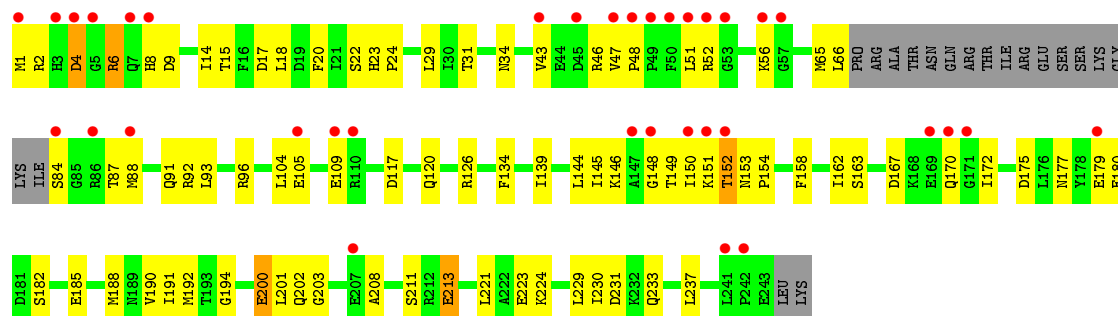 M1 R2 H3 D4 G5 R6 Q7 H8 D9 I14 T15 F16 D17 L18 D19 F20 I21 S22 H23 P24 L29 I30 T31 N34 V43 E44 D45 R46 V47 P48 P49 F50 L51 R52 G53 K56 G57 M65 L66 PRO ARG ALA THR ASN GLN ARG THR ILE ARG GLU SER SER LYS GLY
LYS ILE S84 G85 R86 T87 M88 Q91 R92 L93 R96 L104 E105 E109 R110 D117 Q120 R126 F134 I139 L144 I145 K146 A147 G148 T149 I150 K151 T152 N153 P154 F158 I162 S163 D167 K168 E169 Q170 G171 I172 D175 L176 N177 Y178 E179 E180
D181 S182 E185 M188 N189 V190 I191 M192 T193 G194 E200 L201 Q202 G203 E207 A208 S211 R212 E213 L221 A222 E223 K224 L229 I230 D231 K232 Q233 L237 L241 P242 E243 LEU LYS